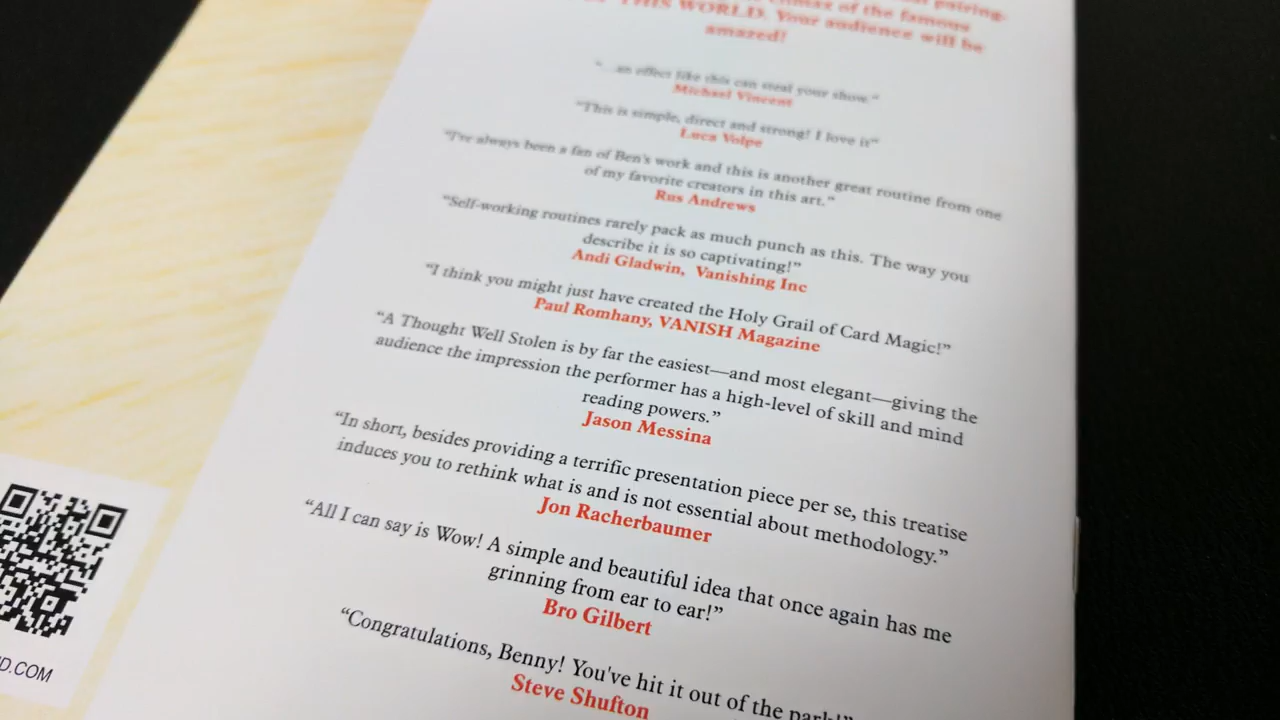 pairing-
climax of the famous
THIS WORLD. Your audience will be
amazed!
“...an effect like this can steal your show.”
Michael Vincent
“This is simple, direct and strong! I love it”
Luca Volpe
“I've always been a fan of Ben's work and this is another great routine from one
of my favorite creators in this art.”
Rus Andrews
“Self-working routines rarely pack as much punch as this. The way you
describe it is so captivating!”
Andi Gladwin, Vanishing Inc
“I think you might just have created the Holy Grail of Card Magic!”
Paul Romhany, VANISH Magazine
“A Thought Well Stolen is by far the easiest—and most elegant—giving the
audience the impression the performer has a high-level of skill and mind
reading powers.”
Jason Messina
“In short, besides providing a terrific presentation piece per se, this treatise
induces you to rethink what is and is not essential about methodology.”
Jon Racherbaumer
“All I can say is Wow! A simple and beautiful idea that once again has me
grinning from ear to ear!”
Bro Gilbert
“Congratulations, Benny! You've hit it out of the park!”
Steve Shufton
D.COM